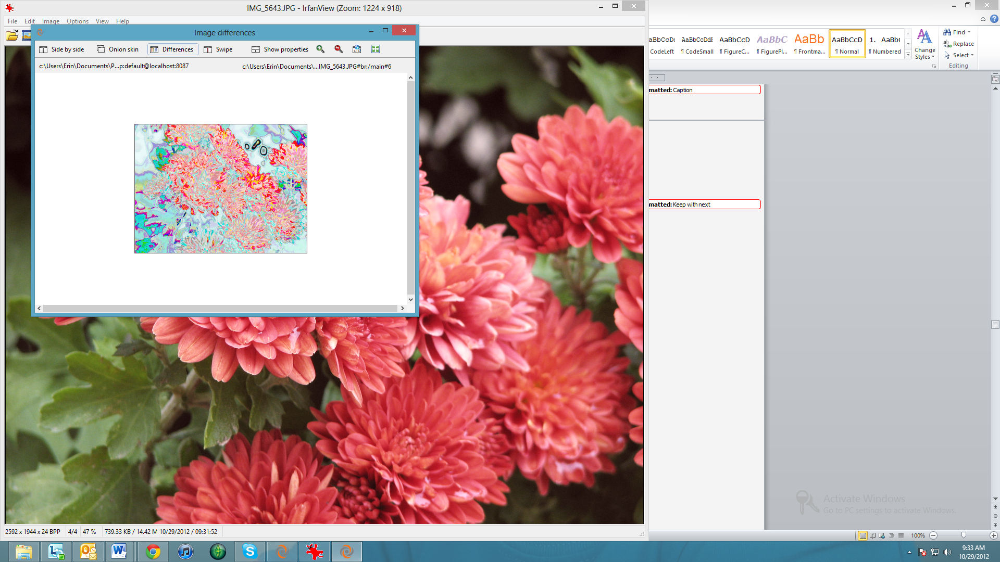 IMG_5643.JPG - IrfanView (Zoom: 1224 x 918)
File Edit Image Options View Help
Image differences
Side by side Onion skin Differences Swipe Show properties
c:\Users\Erin\Documents\P...p:default@localhost:8087 c:\Users\Erin\Documents\...IMG_5643.JPG#br:/main#6
2592 x 1944 x 24 BPP 4/4 47 % 739.33 KB / 14.42 M 10/29/2012 / 09:31:52
aBbCcDc AaBbCcDdE AaBbCcD AaBbC AaBb AaBbCcD 1. AaBb(
CodeLeft ¶ CodeSmall ¶ FigureC... ¶ FigurePl... ¶ Frontma... ¶ Normal ¶ Numbered
Change
Styles
Find
Replace
Select
Editing
matted: Caption
matted: Keep with next
Activate Windows
Go to PC settings to activate Windows.
100%
9:33 AM
10/29/2012